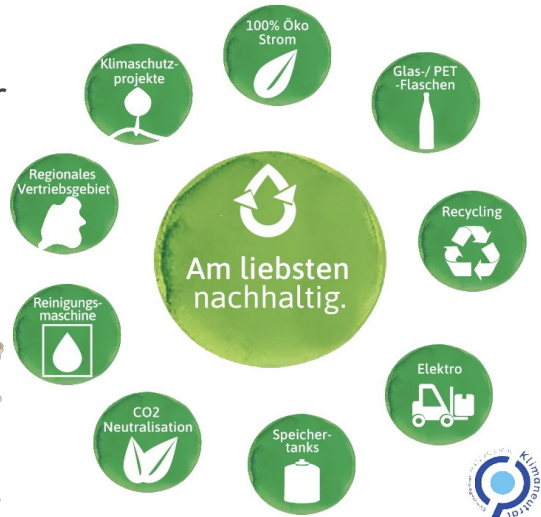 100% Öko
Strom
Klimaschutz-
projekte
Glas-/ PET
-Flaschen
r
Regionales
Vertriebsgebiet
Recycling
Am liebsten
nachhaltig.
Reinigungs-
maschine
Elektro
CO2
Neutralisation
Speicher-
tanks
Klimaneutral